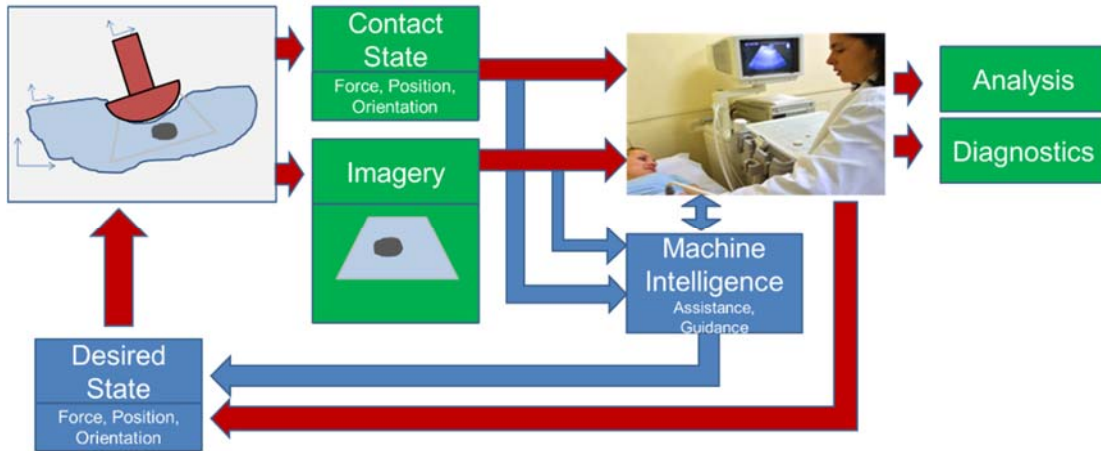 Contact
State
Force, Position,
Orientation
Imagery
Analysis
Diagnostics
Machine
Intelligence
Assistance,
Guidance
Desired
State
Force, Position,
Orientation